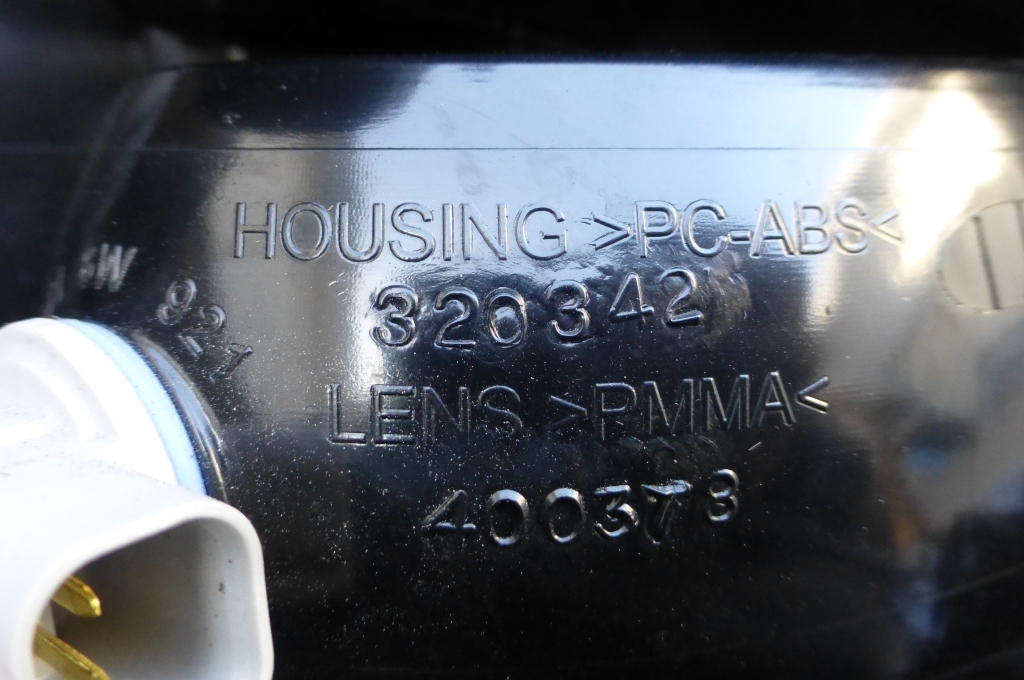 HOUSING >PC-ABS<
320342
LENS >PMMA<
400378